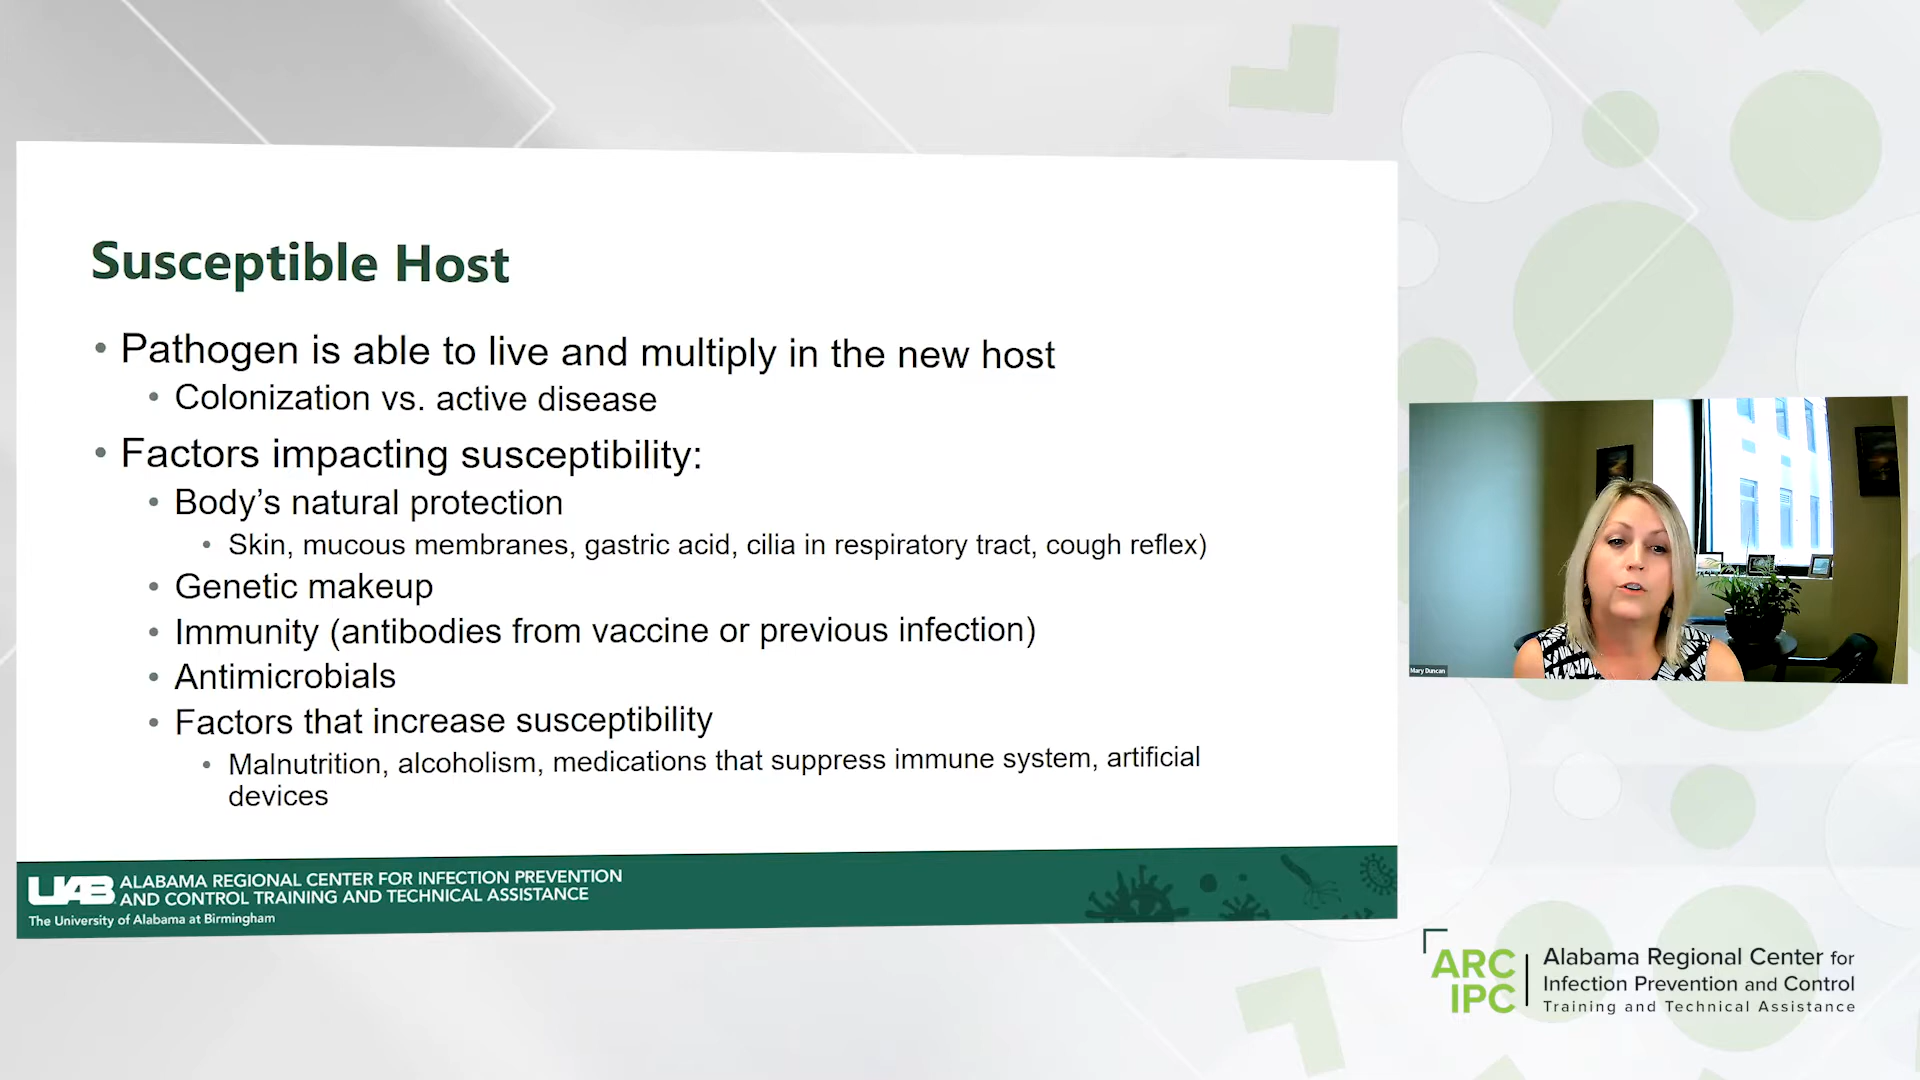 Susceptible Host
• Pathogen is able to live and multiply in the new host
• Colonization vs. active disease
• Factors impacting susceptibility:
• Body’s natural protection
• Skin, mucous membranes, gastric acid, cilia in respiratory tract, cough reflex)
• Genetic makeup
• Immunity (antibodies from vaccine or previous infection)
• Antimicrobials
• Factors that increase susceptibility
• Malnutrition, alcoholism, medications that suppress immune system, artificial
devices
UAB ALABAMA REGIONAL CENTER FOR INFECTION PREVENTION
AND CONTROL TRAINING AND TECHNICAL ASSISTANCE
The University of Alabama at Birmingham
Mary Duncan
ARC
IPC
Alabama Regional Center for
Infection Prevention and Control
Training and Technical Assistance